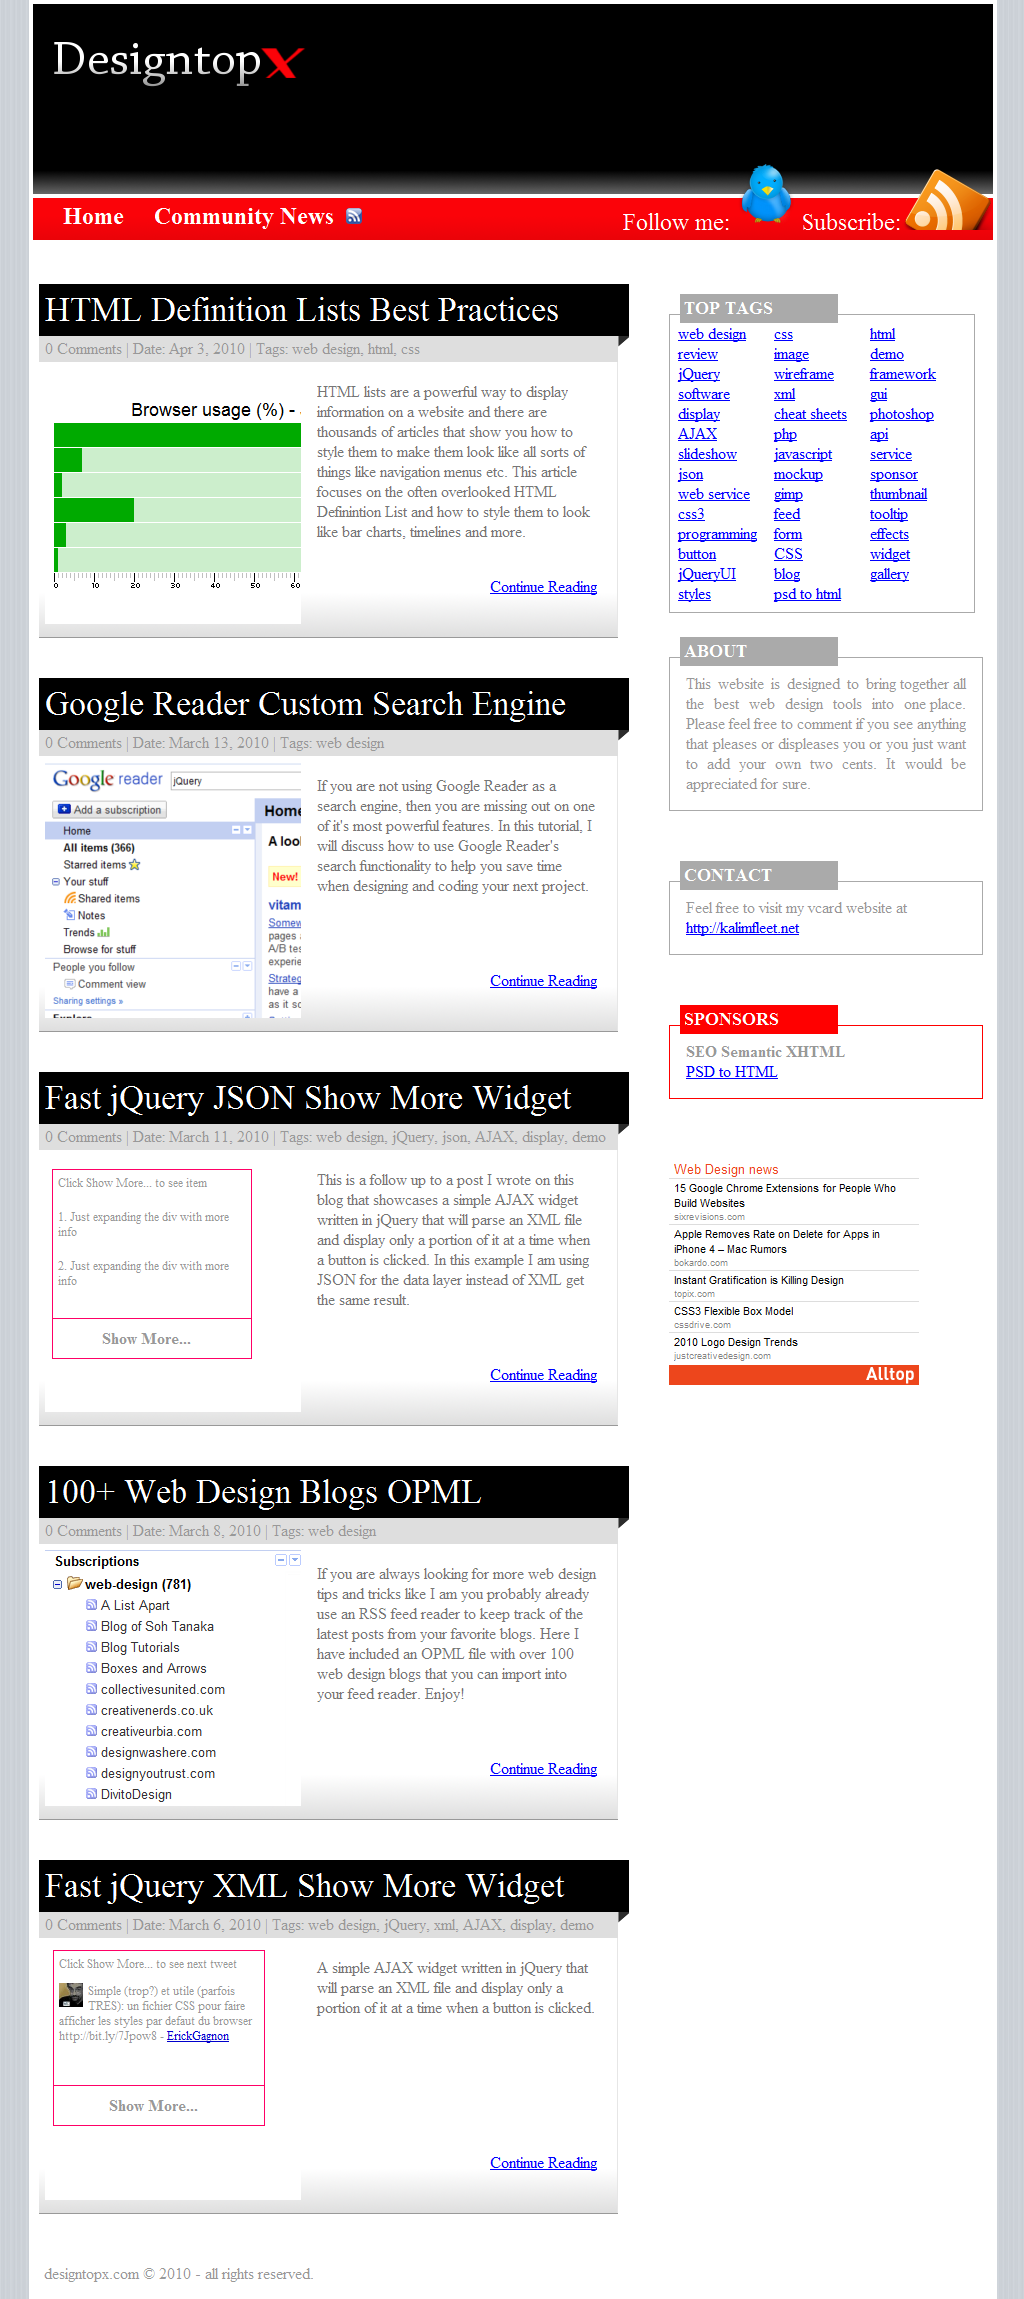 Designtopx
Home Community News
Follow me: Subscribe:
HTML Definition Lists Best Practices
0 Comments | Date: Apr 3, 2010 | Tags: web design, html, css
Browser usage (%) -
0 10 20 30 40 50 60
HTML lists are a powerful way to display
information on a website and there are
thousands of articles that show you how to
style them to make them look like all sorts of
things like navigation menus etc. This article
focuses on the often overlooked HTML
Definintion List and how to style them to look
like bar charts, timelines and more.
Continue Reading
Google Reader Custom Search Engine
0 Comments | Date: March 13, 2010 | Tags: web design
Google reader jQuery
Add a subscription
Home
All items (366)
Starred items
Your stuff
Shared items
Notes
Trends
Browse for stuff
People you follow
Comment view
Sharing settings »
Explore
Home
A loo
New!
vitam
Somew
pages a
A/B tes
experie
Strateg
have a
as it sc
If you are not using Google Reader as a
search engine, then you are missing out on one
of it's most powerful features. In this tutorial, I
will discuss how to use Google Reader's
search functionality to help you save time
when designing and coding your next project.
Continue Reading
Fast jQuery JSON Show More Widget
0 Comments | Date: March 11, 2010 | Tags: web design, jQuery, json, AJAX, display, demo
Click Show More... to see item
1. Just expanding the div with more
info
2. Just expanding the div with more
info
Show More...
This is a follow up to a post I wrote on this
blog that showcases a simple AJAX widget
written in jQuery that will parse an XML file
and display only a portion of it at a time when
a button is clicked. In this example I am using
JSON for the data layer instead of XML get
the same result.
Continue Reading
100+ Web Design Blogs OPML
0 Comments | Date: March 8, 2010 | Tags: web design
Subscriptions
web-design (781)
A List Apart
Blog of Soh Tanaka
Blog Tutorials
Boxes and Arrows
collectivesunited.com
creativenerds.co.uk
creativeurbia.com
designwashere.com
designyoutrust.com
DivitoDesign
If you are always looking for more web design
tips and tricks like I am you probably already
use an RSS feed reader to keep track of the
latest posts from your favorite blogs. Here I
have included an OPML file with over 100
web design blogs that you can import into
your feed reader. Enjoy!
Continue Reading
Fast jQuery XML Show More Widget
0 Comments | Date: March 6, 2010 | Tags: web design, jQuery, xml, AJAX, display, demo
Click Show More... to see next tweet
Simple (trop?) et utile (parfois
TRES): un fichier CSS pour faire
afficher les styles par defaut du browser
http://bit.ly/7Jpow8 - ErickGagnon
Show More...
A simple AJAX widget written in jQuery that
will parse an XML file and display only a
portion of it at a time when a button is clicked.
Continue Reading
TOP TAGS
web design css html
review image demo
jQuery wireframe framework
software xml gui
display cheat sheets photoshop
AJAX php api
slideshow javascript service
json mockup sponsor
web service gimp thumbnail
css3 feed tooltip
programming form effects
button CSS widget
jQueryUI blog gallery
styles psd to html
ABOUT
This website is designed to bring together all
the best web design tools into one place.
Please feel free to comment if you see anything
that pleases or displeases you or you just want
to add your own two cents. It would be
appreciated for sure.
CONTACT
Feel free to visit my vcard website at
http://kalimfleet.net
SPONSORS
SEO Semantic XHTML
PSD to HTML
Web Design news
15 Google Chrome Extensions for People Who
Build Websites
sixrevisions.com
Apple Removes Rate on Delete for Apps in
iPhone 4 – Mac Rumors
bokardo.com
Instant Gratification is Killing Design
topix.com
CSS3 Flexible Box Model
cssdrive.com
2010 Logo Design Trends
justcreativedesign.com
Alltop
designtopx.com © 2010 - all rights reserved.